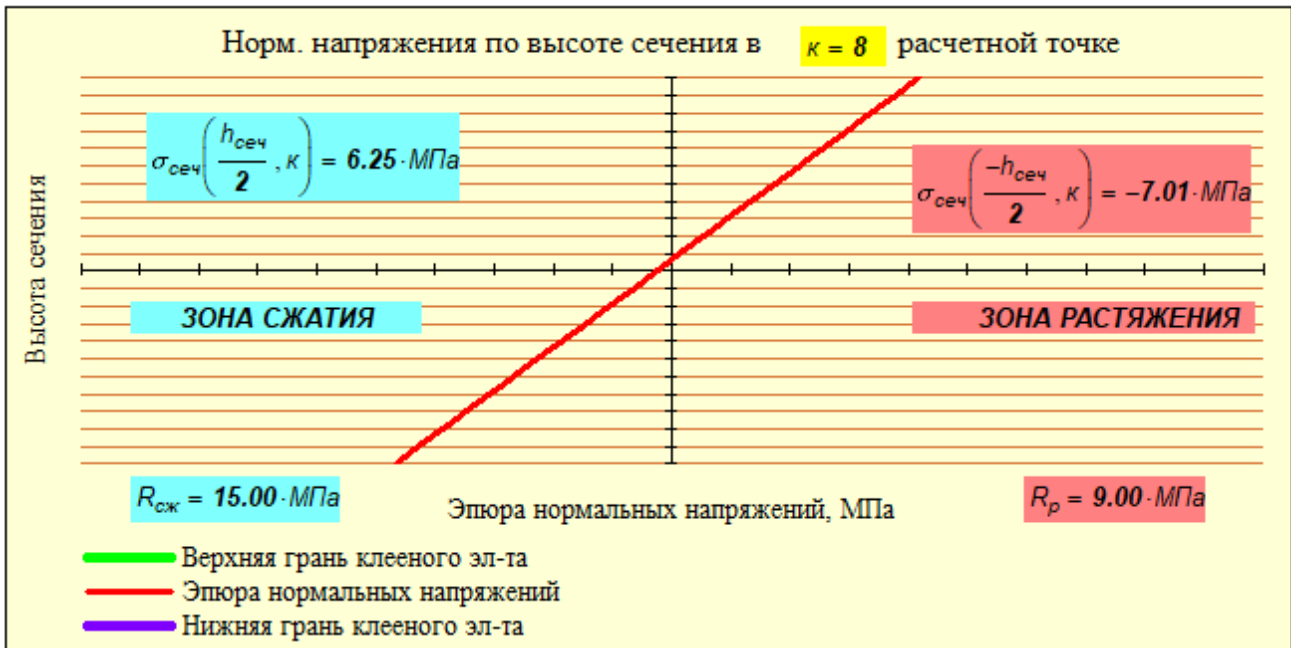 Норм. напряжения по высоте сечения в к = 8 расчетной точке
σсеч(hсеч/2, к) = 6.25·МПа
σсеч(−hсеч/2, к) = −7.01·МПа
Высота сечения
ЗОНА СЖАТИЯ
ЗОНА РАСТЯЖЕНИЯ
Rсж = 15.00·МПа
Эпюра нормальных напряжений, МПа
Rр = 9.00·МПа
Верхняя грань клееного эл-та
Эпюра нормальных напряжений
Нижняя грань клееного эл-та